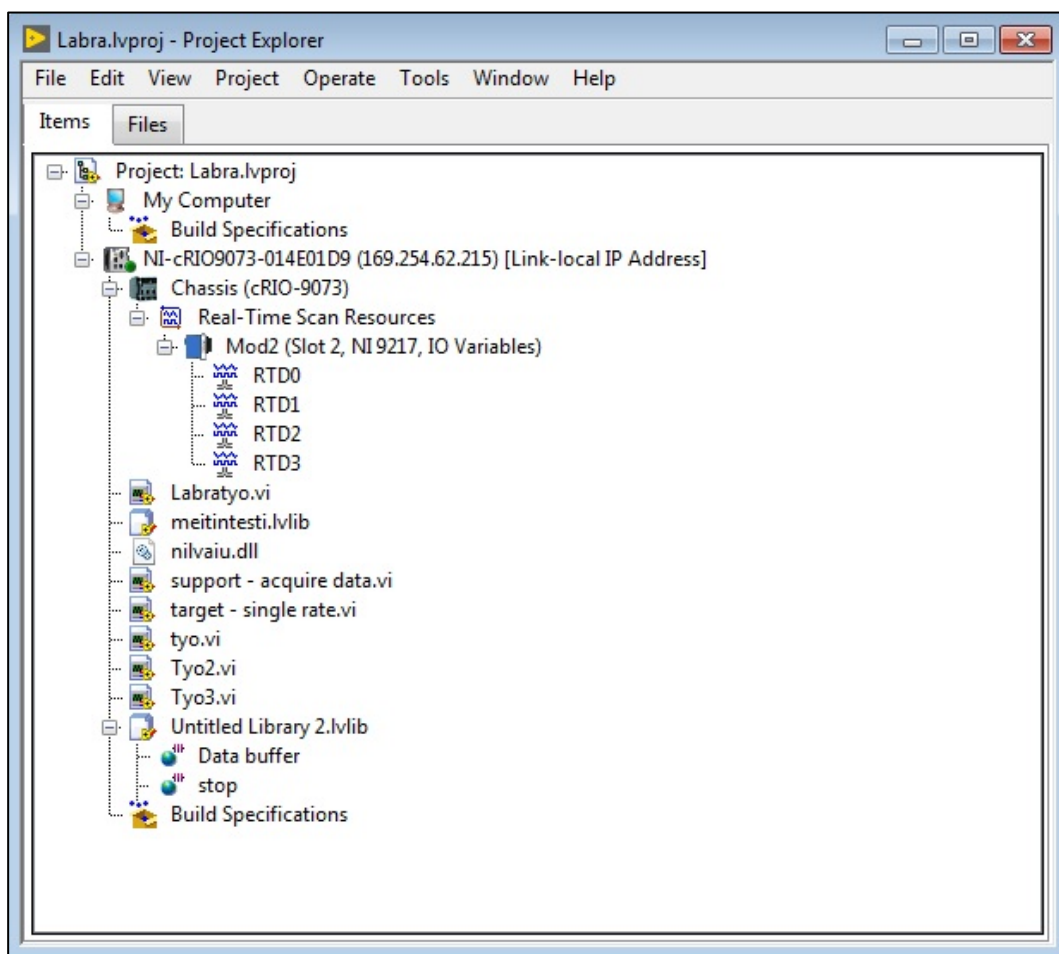 Labra.lvproj - Project Explorer
File Edit View Project Operate Tools Window Help
Items Files
Project: Labra.lvproj
My Computer
Build Specifications
NI-cRIO9073-014E01D9 (169.254.62.215) [Link-local IP Address]
Chassis (cRIO-9073)
Real-Time Scan Resources
Mod2 (Slot 2, NI 9217, IO Variables)
RTD0
RTD1
RTD2
RTD3
Labratyo.vi
meitintesti.lvlib
nilvaiu.dll
support - acquire data.vi
target - single rate.vi
tyo.vi
Tyo2.vi
Tyo3.vi
Untitled Library 2.lvlib
Data buffer
stop
Build Specifications